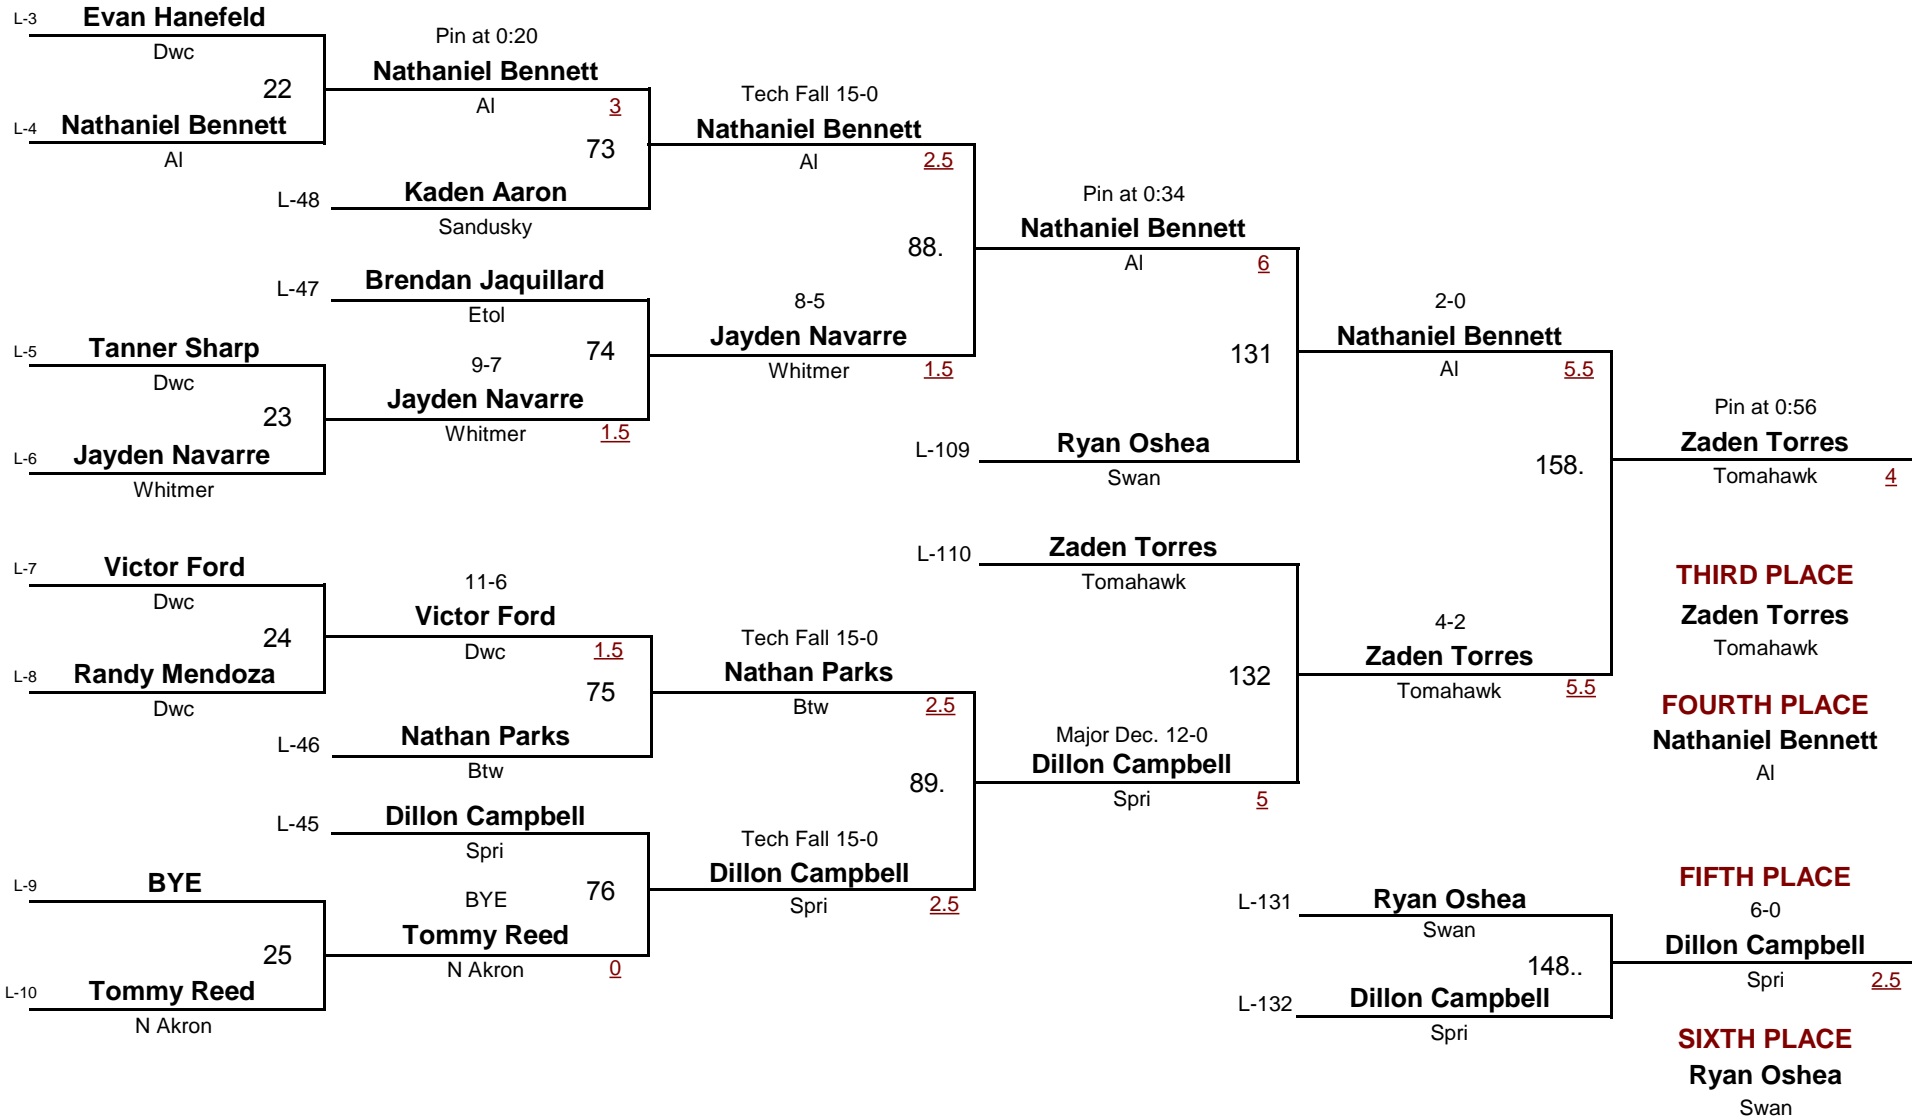 L-3 Evan Hanefeld
Dwc
22
L-4 Nathaniel Bennett
Al
Pin at 0:20
Nathaniel Bennett
Al 3
73
L-48 Kaden Aaron
Sandusky
L-47 Brendan Jaquillard
Etol
74
L-5 Tanner Sharp
Dwc
23
L-6 Jayden Navarre
Whitmer
9-7
Jayden Navarre
Whitmer 1.5
Tech Fall 15-0
Nathaniel Bennett
Al 2.5
88.
8-5
Jayden Navarre
Whitmer 1.5
Pin at 0:34
Nathaniel Bennett
Al 6
131
L-109 Ryan Oshea
Swan
2-0
Nathaniel Bennett
Al 5.5
158.
Pin at 0:56
Zaden Torres
Tomahawk 4
L-7 Victor Ford
Dwc
24
L-8 Randy Mendoza
Dwc
11-6
Victor Ford
Dwc 1.5
75
L-46 Nathan Parks
Btw
L-45 Dillon Campbell
Spri
76
L-9 BYE
25
L-10 Tommy Reed
N Akron
BYE
Tommy Reed
N Akron 0
Tech Fall 15-0
Nathan Parks
Btw 2.5
89.
Tech Fall 15-0
Dillon Campbell
Spri 2.5
L-110 Zaden Torres
Tomahawk
132
Major Dec. 12-0
Dillon Campbell
Spri 5
4-2
Zaden Torres
Tomahawk 5.5
THIRD PLACE
Zaden Torres
Tomahawk
FOURTH PLACE
Nathaniel Bennett
Al
L-131 Ryan Oshea
Swan
148..
L-132 Dillon Campbell
Spri
FIFTH PLACE
6-0
Dillon Campbell
Spri 2.5
SIXTH PLACE
Ryan Oshea
Swan